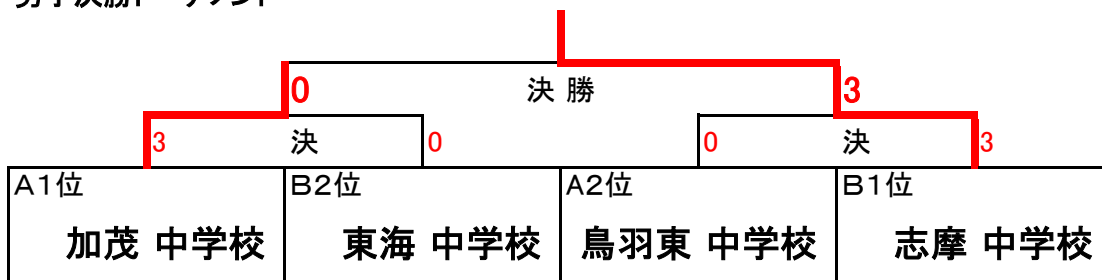 男子決勝トーナメント
0 決 勝 3
3 決 0 0 決 3
A1位 B2位 A2位 B1位
加茂 中学校 東海 中学校 鳥羽東 中学校 志摩 中学校